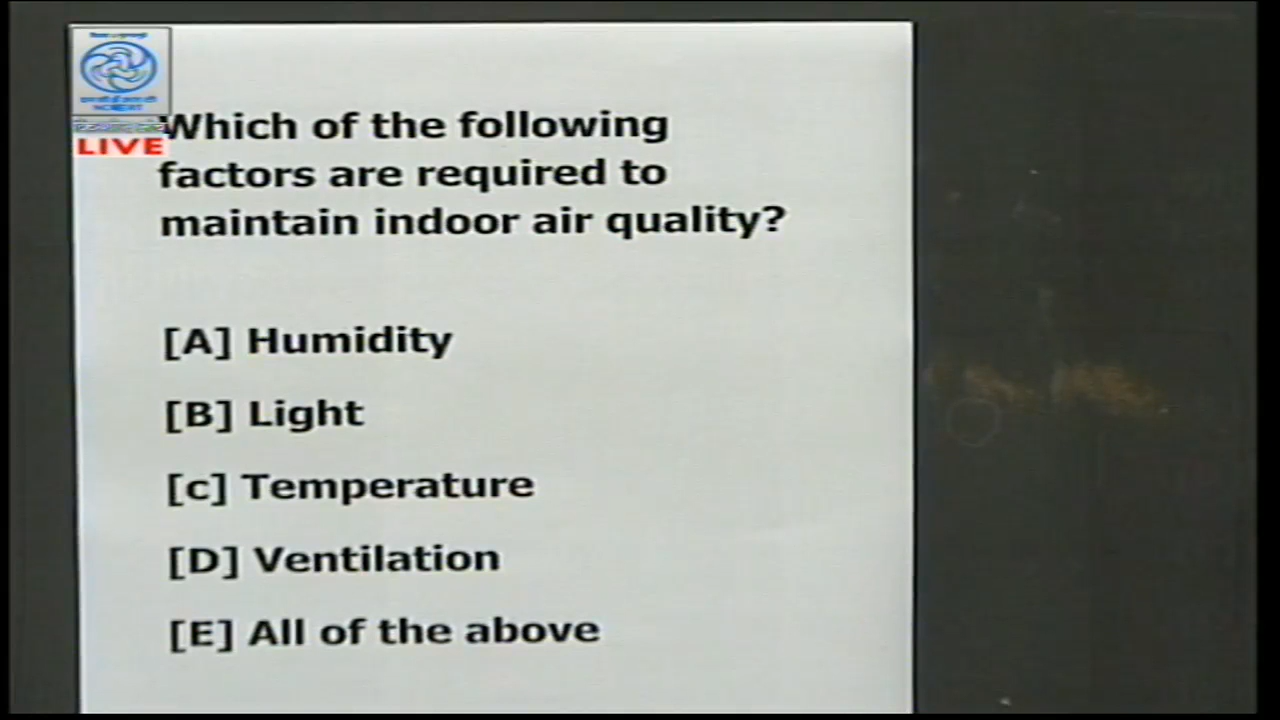 NCERT
LIVE
Which of the following
factors are required to
maintain indoor air quality?
[A] Humidity
[B] Light
[c] Temperature
[D] Ventilation
[E] All of the above